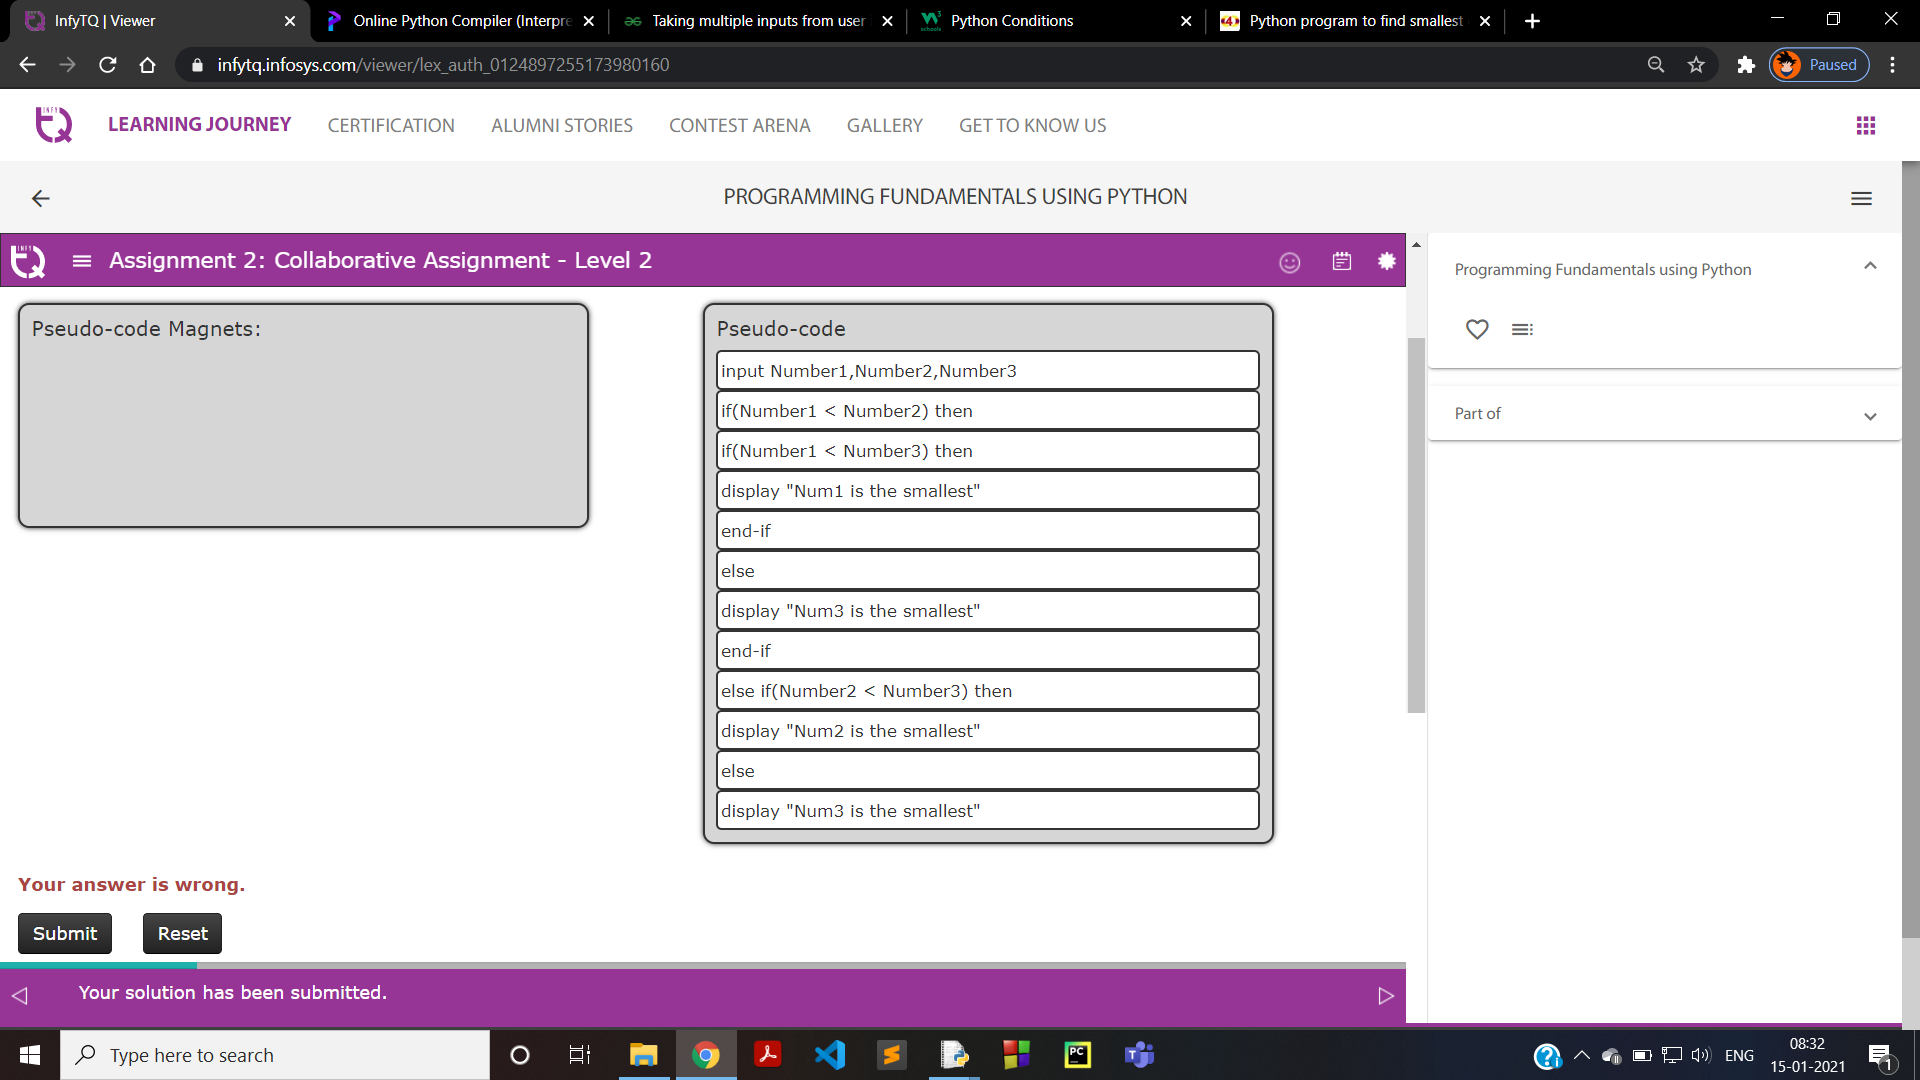 InfyTQ | Viewer
Online Python Compiler (Interpre
Taking multiple inputs from user
Python Conditions
Python program to find smallest
infytq.infosys.com/viewer/lex_auth_0124897255173980160
Paused
LEARNING JOURNEY
CERTIFICATION
ALUMNI STORIES
CONTEST ARENA
GALLERY
GET TO KNOW US
PROGRAMMING FUNDAMENTALS USING PYTHON
Assignment 2: Collaborative Assignment - Level 2
Programming Fundamentals using Python
Part of
Pseudo-code Magnets:
Pseudo-code
input Number1,Number2,Number3
if(Number1 < Number2) then
if(Number1 < Number3) then
display "Num1 is the smallest"
end-if
else
display "Num3 is the smallest"
end-if
else if(Number2 < Number3) then
display "Num2 is the smallest"
else
display "Num3 is the smallest"
Your answer is wrong.
Submit
Reset
Your solution has been submitted.
Type here to search
ENG
08:32
15-01-2021
1